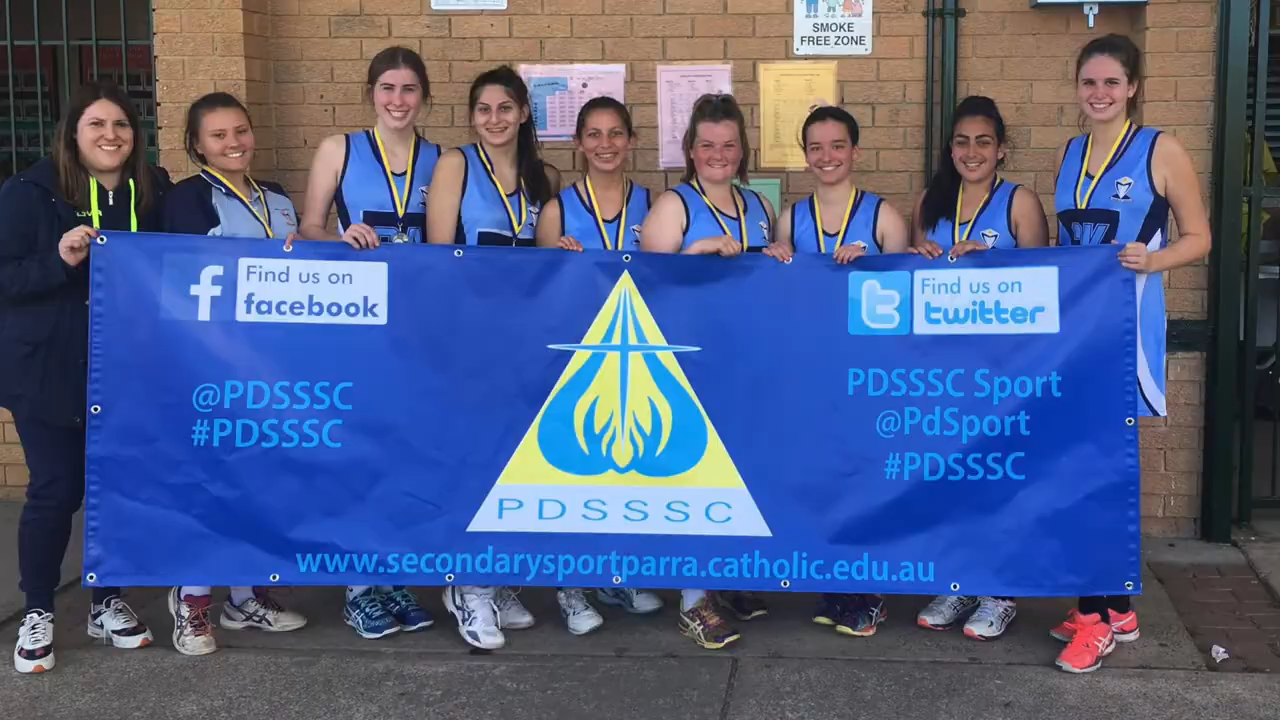 SMOKE
FREE ZONE
f
Find us on
facebook
t
Find us on
twitter
@PDSSSC
#PDSSSC
PDSSSC Sport
@PdSport
#PDSSSC
PDSSSC
www.secondarysportparra.catholic.edu.au